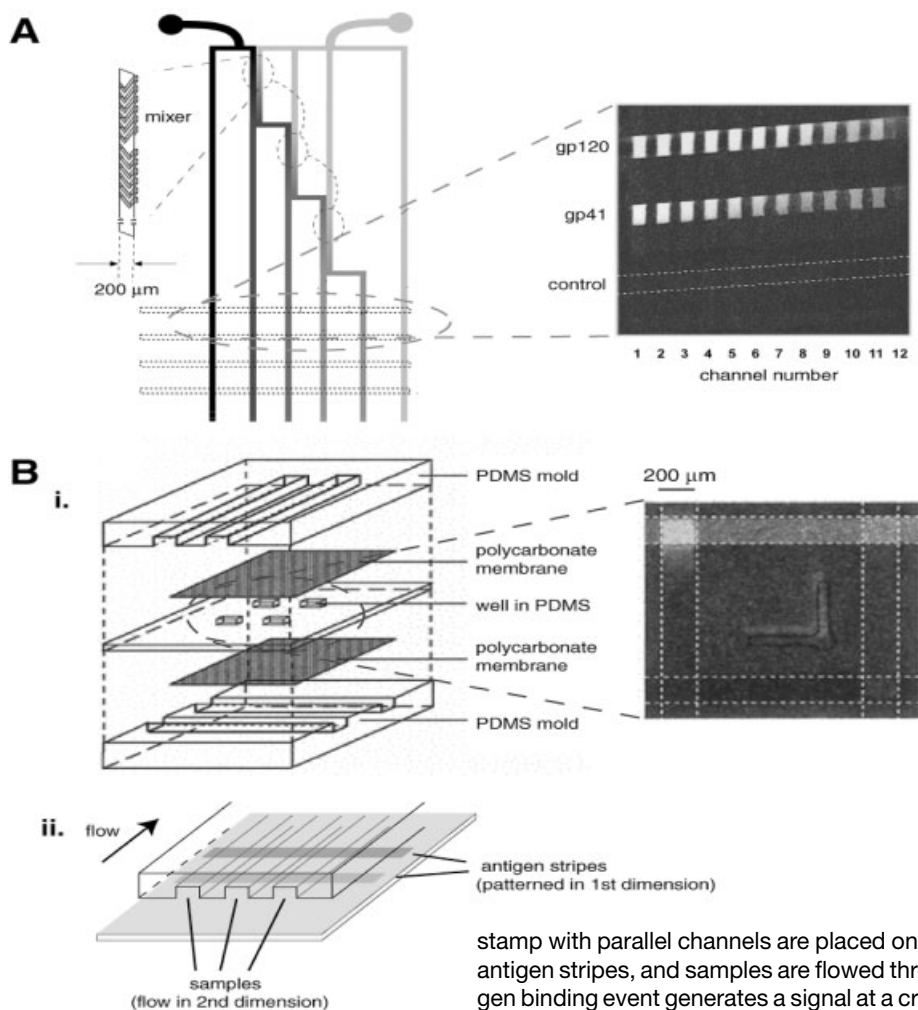 A
mixer
200 μm
gp120
gp41
control
1 2 3 4 5 6 7 8 9 10 11 12
channel number
B
i.
PDMS mold
polycarbonate
membrane
well in PDMS
polycarbonate
membrane
PDMS mold
200 μm
ii.
flow
antigen stripes
(patterned in 1st dimension)
samples
(flow in 2nd dimension)
stamp with parallel channels are placed on
antigen stripes, and samples are flowed thr
gen binding event generates a signal at a cr